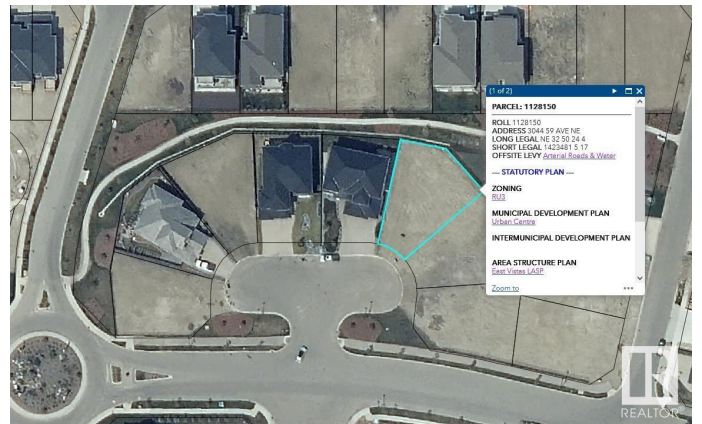 (1 of 2)
PARCEL: 1128150
ROLL 1128150
ADDRESS 3044 59 AVE NE
LONG LEGAL NE 32 50 24 4
SHORT LEGAL 1423481 5 17
OFFSITE LEVY Arterial Roads & Water
--- STATUTORY PLAN ---
ZONING
RU3
MUNICIPAL DEVELOPMENT PLAN
Urban Centre
INTERMUNICIPAL DEVELOPMENT PLAN
AREA STRUCTURE PLAN
East Vistas LASP
Zoom to
REALTOR